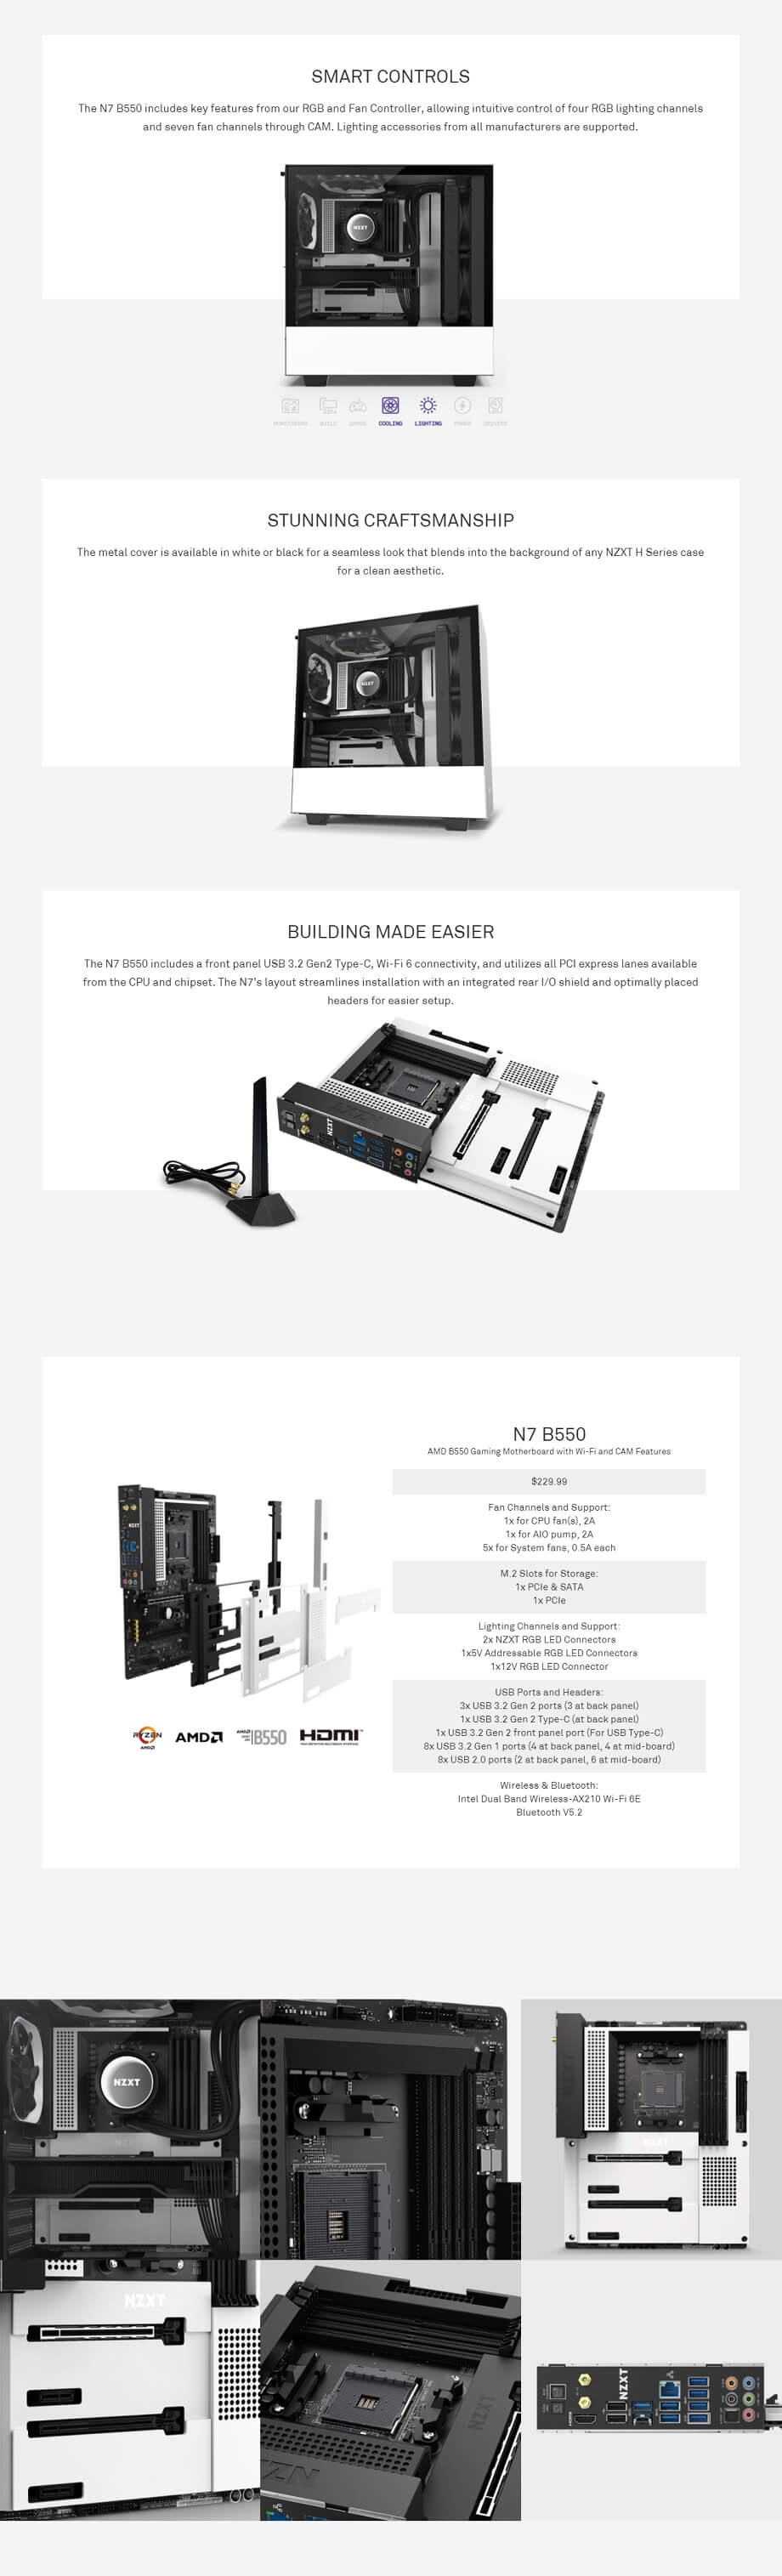 SMART CONTROLS
The N7 B550 includes key features from our RGB and Fan Controller, allowing intuitive control of four RGB lighting channels
and seven fan channels through CAM. Lighting accessories from all manufacturers are supported.
NZXT
MONITORING BUILD GAMES COOLING LIGHTING POWER DRIVERS
STUNNING CRAFTSMANSHIP
The metal cover is available in white or black for a seamless look that blends into the background of any NZXT H Series case
for a clean aesthetic.
NZXT
BUILDING MADE EASIER
The N7 B550 includes a front panel USB 3.2 Gen2 Type-C, Wi-Fi 6 connectivity, and utilizes all PCI express lanes available
from the CPU and chipset. The N7's layout streamlines installation with an integrated rear I/O shield and optimally placed
headers for easier setup.
NZXT
N7 B550
AMD B550 Gaming Motherboard with Wi-Fi and CAM Features
$229.99
Fan Channels and Support:
1x for CPU fan(s), 2A
1x for AIO pump, 2A
5x for System fans, 0.5A each
M.2 Slots for Storage:
1x PCIe & SATA
1x PCIe
Lighting Channels and Support:
2x NZXT RGB LED Connectors
1x5V Addressable RGB LED Connectors
1x12V RGB LED Connector
USB Ports and Headers:
3x USB 3.2 Gen 2 ports (3 at back panel)
1x USB 3.2 Gen 2 Type-C (at back panel)
1x USB 3.2 Gen 2 front panel port (For USB Type-C)
8x USB 3.2 Gen 1 ports (4 at back panel, 4 at mid-board)
8x USB 2.0 ports (2 at back panel, 6 at mid-board)
Wireless & Bluetooth:
Intel Dual Band Wireless-AX210 Wi-Fi 6E
Bluetooth V5.2
NZXT
RYZEN AMD AMD B550 HDMI
AMD
NZXT
NZXT
NZXT
NZXT